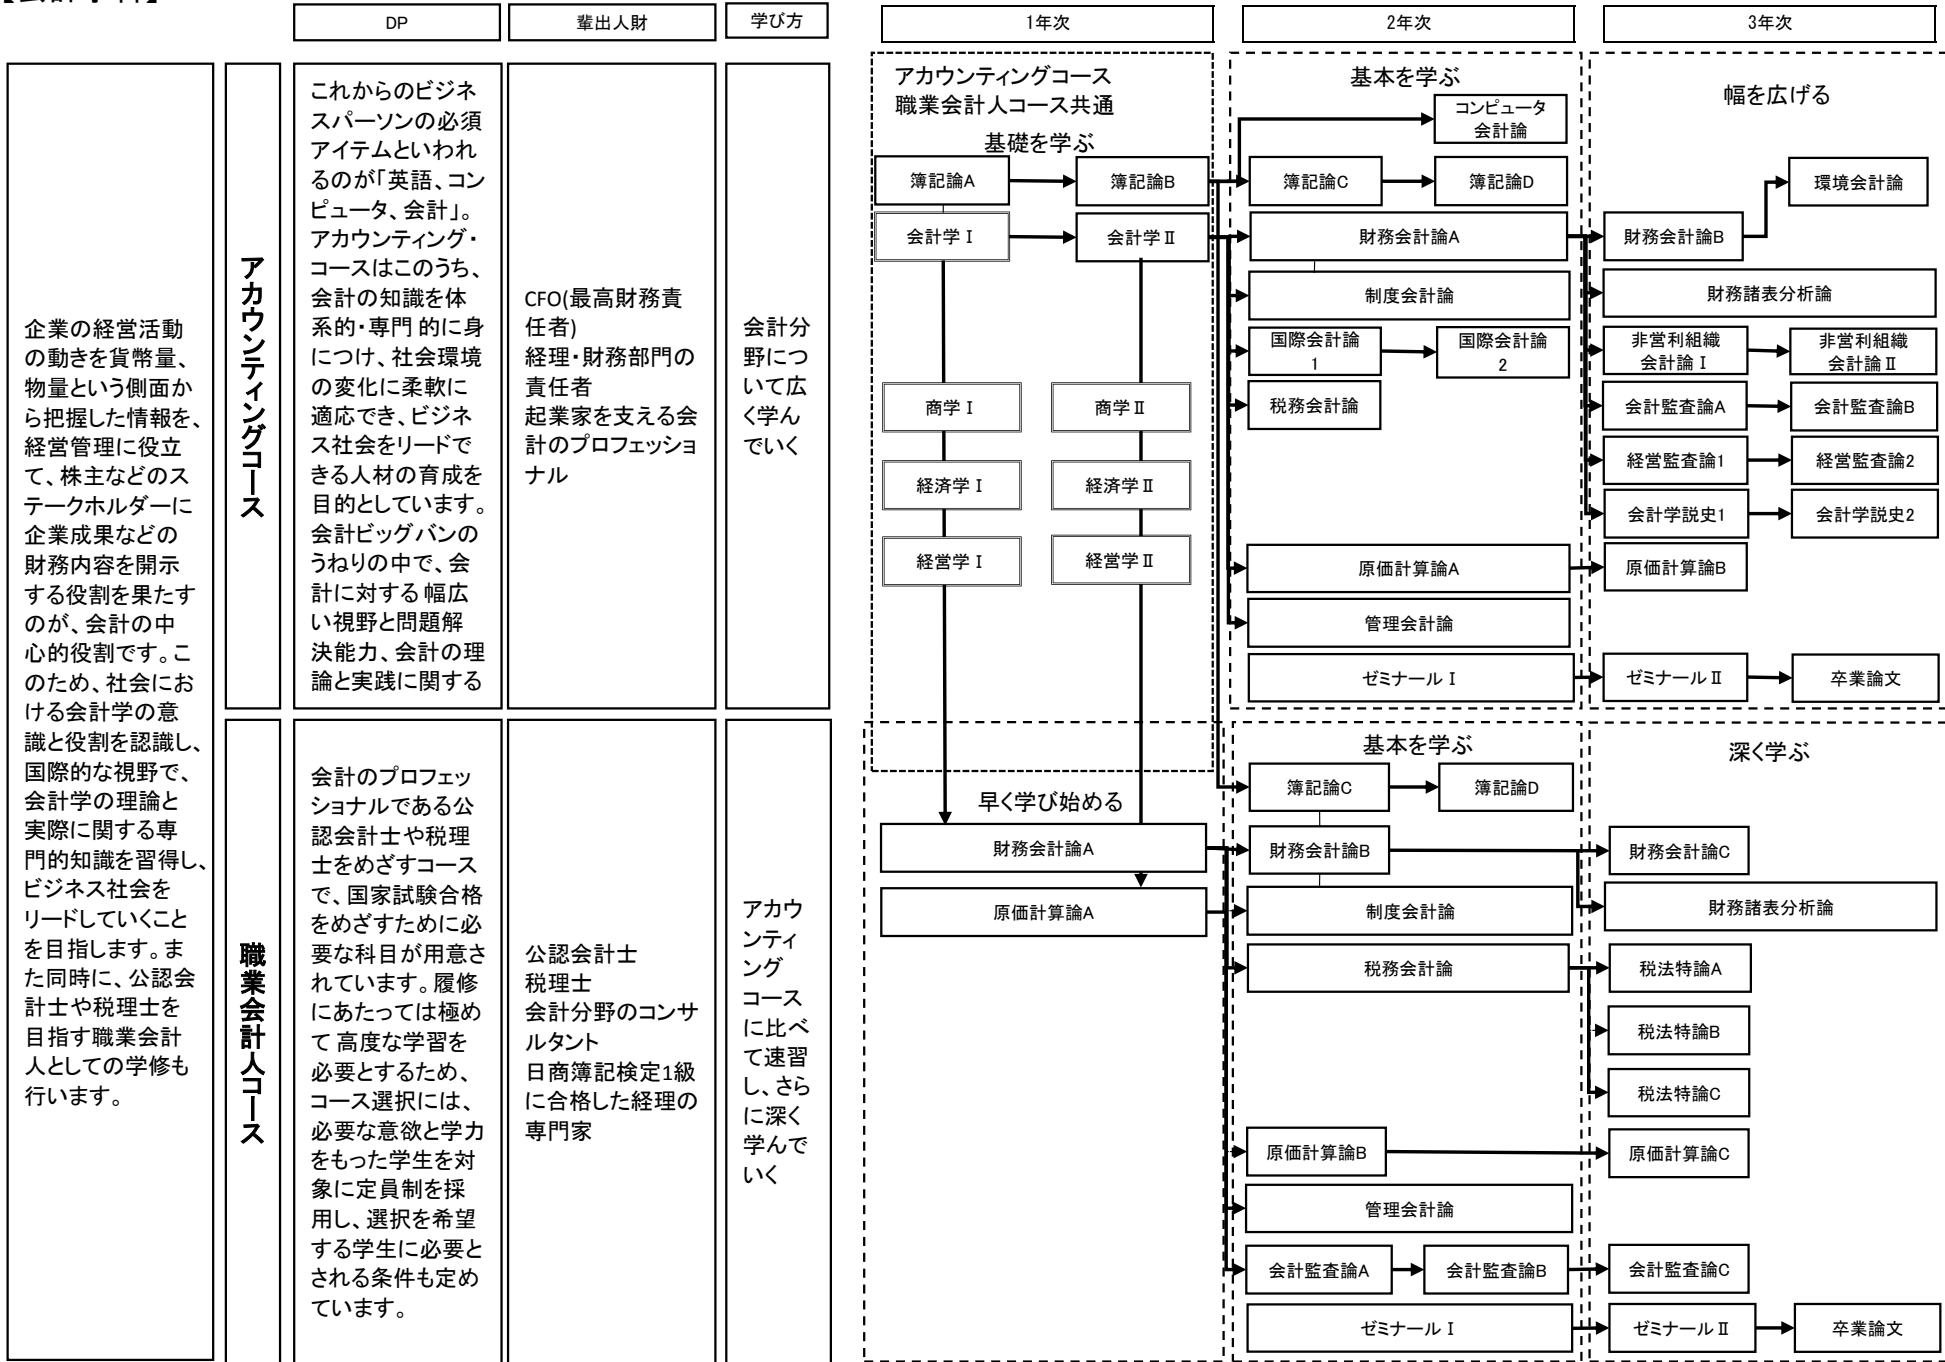 【会計学科】
DP
輩出人財
学び方
1年次
2年次
3年次
企業の経営活動
の動きを貨幣量、
物量という側面か
ら把握した情報を、
経営管理に役立
て、株主などのス
テークホルダーに
企業成果などの
財務内容を開示
する役割を果たす
のが、会計の中
心的役割です。こ
のため、社会にお
ける会計学の意
識と役割を認識し、
国際的な視野で、
会計学の理論と
実際に関する専
門的知識を習得し、
ビジネス社会を
リードしていくこと
を目指します。ま
た同時に、公認会
計士や税理士を
目指す職業会計
人としての学修も
行います。
アカウンティングコース
これからのビジネ
スパーソンの必須
アイテムといわれ
るのが「英語、コン
ピュータ、会計」。
アカウンティング・
コースはこのうち、
会計の知識を体
系的・専門 的に身
につけ、社会環境
の変化に柔軟に
適応でき、ビジネ
ス社会をリードで
きる人材の育成を
目的としています。
会計ビッグバンの
うねりの中で、会
計に対する 幅広
い視野と問題解
決能力、会計の理
論と実践に関する
CFO(最高財務責
任者)
経理・財務部門の
責任者
起業家を支える会
計のプロフェッショ
ナル
会計分
野につ
いて広
く学ん
でいく
アカウンティングコース
職業会計人コース共通
基礎を学ぶ
簿記論A
簿記論B
会計学Ⅰ
会計学Ⅱ
商学Ⅰ
商学Ⅱ
経済学Ⅰ
経済学Ⅱ
経営学Ⅰ
経営学Ⅱ
基本を学ぶ
コンピュータ
会計論
簿記論C
簿記論D
財務会計論A
制度会計論
国際会計論
1
国際会計論
2
税務会計論
原価計算論A
管理会計論
ゼミナールⅠ
幅を広げる
環境会計論
財務会計論B
財務諸表分析論
非営利組織
会計論Ⅰ
非営利組織
会計論Ⅱ
会計監査論A
会計監査論B
経営監査論1
経営監査論2
会計学説史1
会計学説史2
原価計算論B
ゼミナールⅡ
卒業論文
職業会計人コース
会計のプロフェッ
ショナルである公
認会計士や税理
士をめざすコース
で、国家試験合格
をめざすために必
要な科目が用意さ
れています。履修
にあたっては極め
て 高度な学習を
必要とするため、
コース選択には、
必要な意欲と学力
をもった学生を対
象に定員制を採
用し、選択を希望
する学生に必要と
される条件も定め
ています。
公認会計士
税理士
会計分野のコンサ
ルタント
日商簿記検定1級
に合格した経理の
専門家
アカウ
ンティ
ング
コース
に比べ
て速習
し、さら
に深く
学んで
いく
早く学び始める
財務会計論A
原価計算論A
基本を学ぶ
簿記論C
簿記論D
財務会計論B
制度会計論
税務会計論
原価計算論B
管理会計論
会計監査論A
会計監査論B
ゼミナールⅠ
深く学ぶ
財務会計論C
財務諸表分析論
税法特論A
税法特論B
税法特論C
原価計算論C
会計監査論C
ゼミナールⅡ
卒業論文